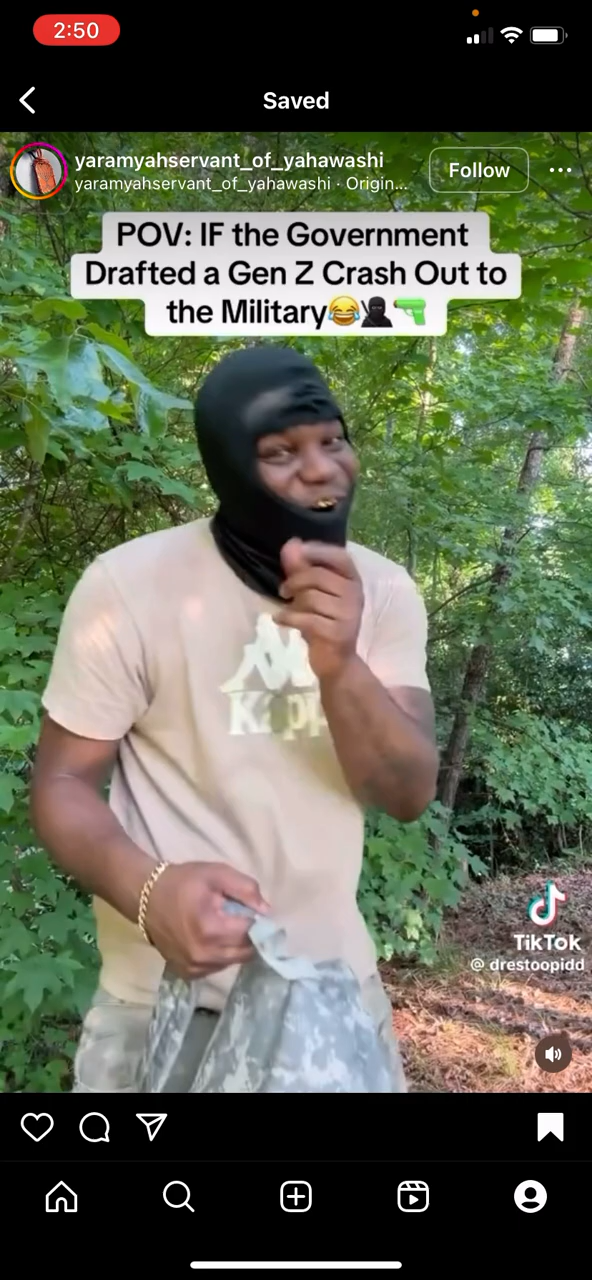 2:50
Saved
yaramyahservant_of_yahawashi
Follow
yaramyahservant_of_yahawashi · Origin...
POV: IF the Government
Drafted a Gen Z Crash Out to
the Military😂🥷🏿🔫
TikTok
@ drestoopidd